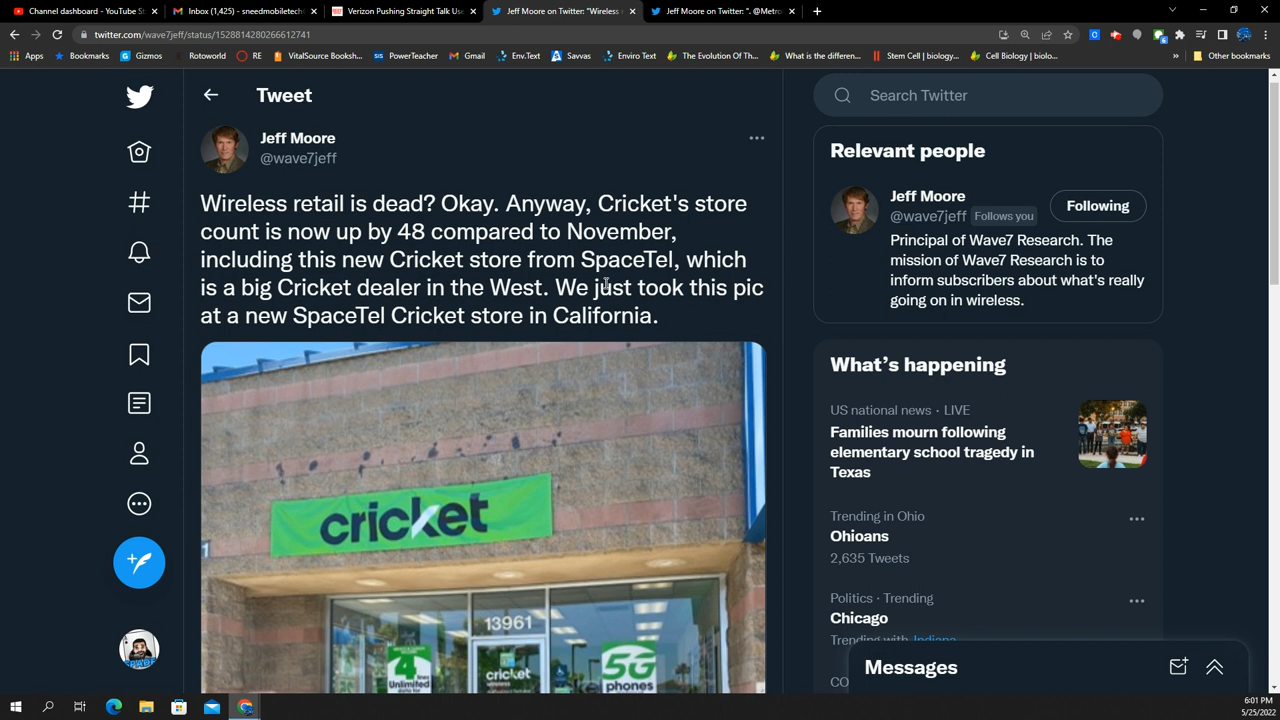 Channel dashboard - YouTube St
Inbox (1,425) - sneedmobiletech
Verizon Pushing Straight Talk Use
Jeff Moore on Twitter: "Wireless r
Jeff Moore on Twitter: ". @Metro
twitter.com/wave7jeff/status/1528814280266612741
Apps
Bookmarks
Gizmos
Rotoworld
RE
VitalSource Booksh...
PowerTeacher
Gmail
Env.Text
Savvas
Enviro Text
The Evolution Of Th...
What is the differen...
Stem Cell | biology...
Cell Biology | biolo...
»
Other bookmarks
Tweet
Search Twitter
Jeff Moore
@wave7jeff
Wireless retail is dead? Okay. Anyway, Cricket's store
count is now up by 48 compared to November,
including this new Cricket store from SpaceTel, which
is a big Cricket dealer in the West. We just took this pic
at a new SpaceTel Cricket store in California.
cricket
13961
4
Unlimited
cricket
wireless
5G
phones
Relevant people
Jeff Moore
@wave7jeff Follows you
Following
Principal of Wave7 Research. The
mission of Wave7 Research is to
inform subscribers about what's really
going on in wireless.
What's happening
US national news · LIVE
Families mourn following
elementary school tragedy in
Texas
Trending in Ohio
Ohioans
2,635 Tweets
Politics · Trending
Chicago
Trending with Indiana
CO
Messages
6:01 PM
5/25/2022